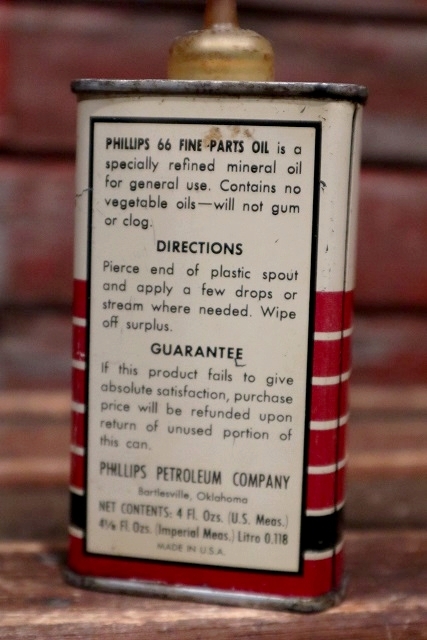 PHILLIPS 66 FINE-PARTS OIL is a
specially refined mineral oil
for general use. Contains no
vegetable oils—will not gum
or clog.
DIRECTIONS
Pierce end of plastic spout
and apply a few drops or
stream where needed. Wipe
off surplus.
GUARANTEE
If this product fails to give
absolute satisfaction, purchase
price will be refunded upon
return of unused portion of
this can.
PHILLIPS PETROLEUM COMPANY
Bartlesville, Oklahoma
NET CONTENTS: 4 Fl. Ozs. (U.S. Meas.)
4⅙ Fl. Ozs. (Imperial Meas.) Litro 0.118
MADE IN U.S.A.